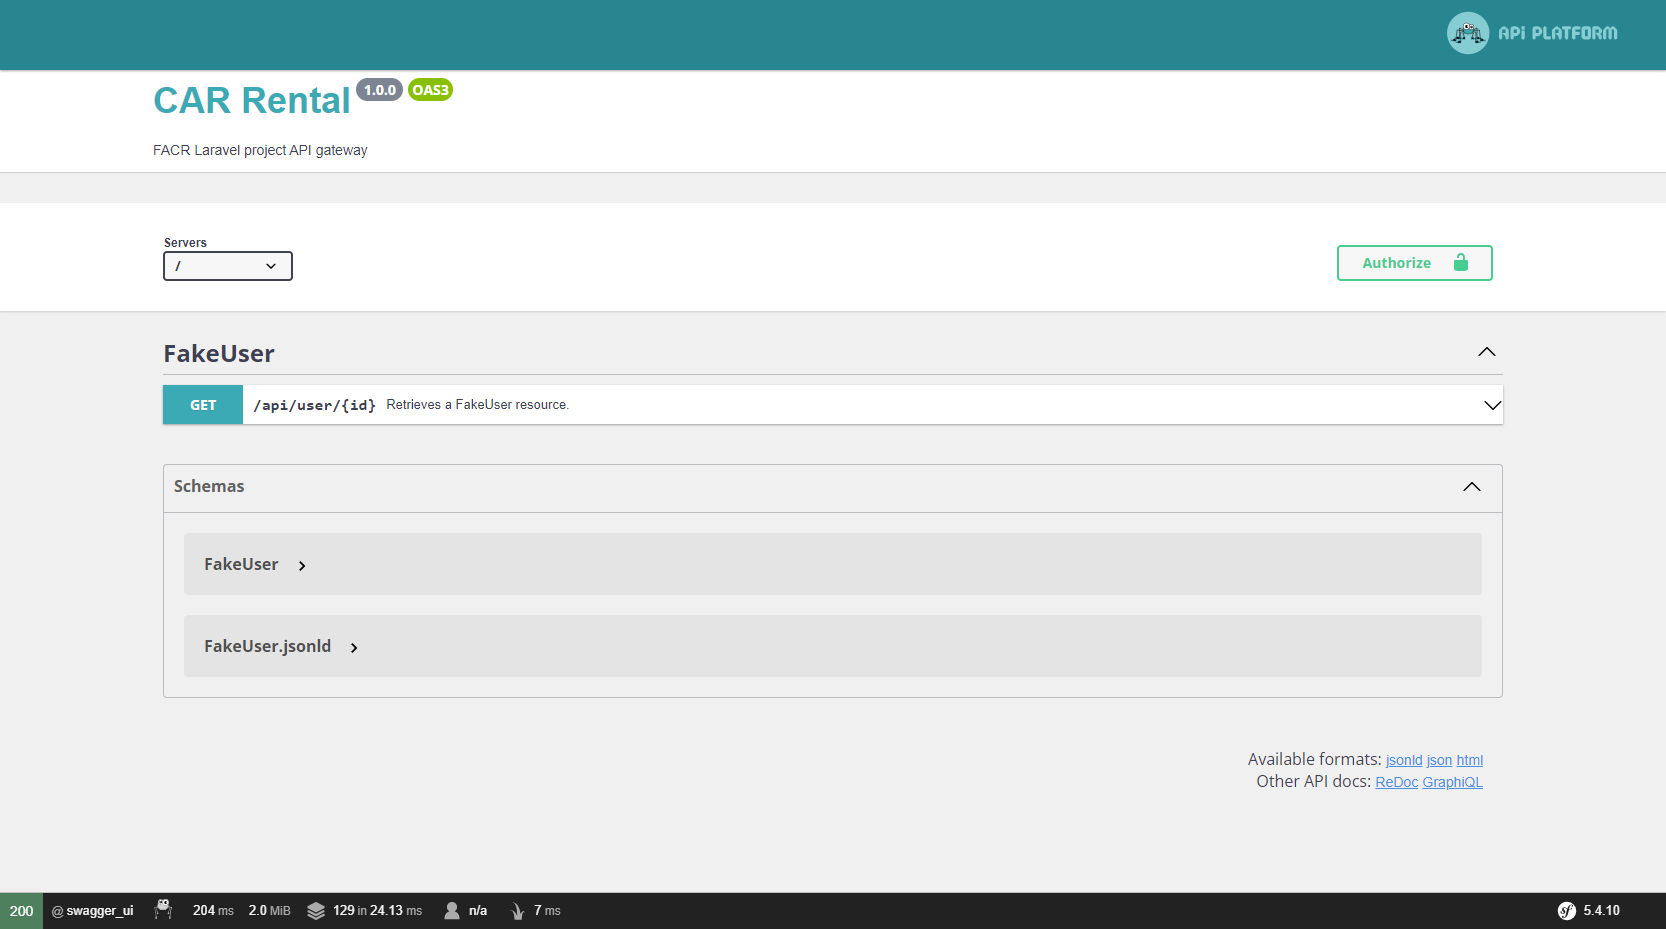 API PLATFORM
CAR Rental 1.0.0 OAS3
FACR Laravel project API gateway
Servers
/
Authorize
FakeUser
GET /api/user/{id} Retrieves a FakeUser resource.
Schemas
FakeUser
FakeUser.jsonld
Available formats: jsonld json html
Other API docs: ReDoc GraphiQL
200 @ swagger_ui 204 ms 2.0 MiB 129 in 24.13 ms n/a 7 ms sf 5.4.10